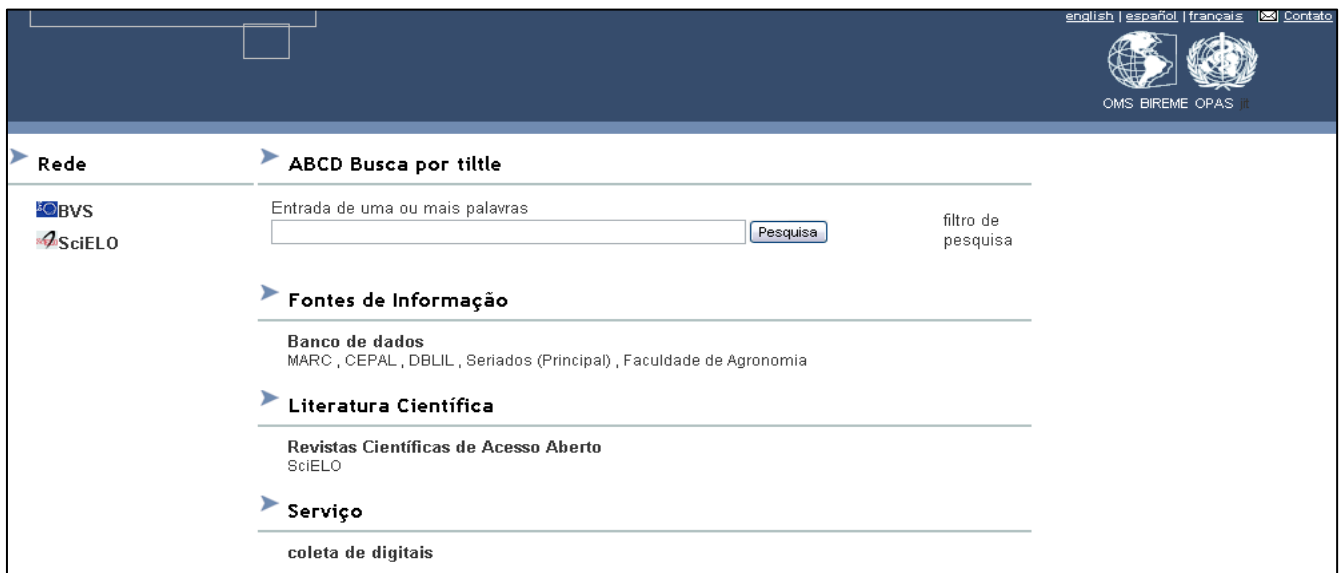 english | español | français Contato
OMS BIREME OPAS jit
Rede
BVS
SciELO
ABCD Busca por tiltle
Entrada de uma ou mais palavras
Pesquisa
filtro de
pesquisa
Fontes de Informação
Banco de dados
MARC , CEPAL , DBLIL , Seriados (Principal) , Faculdade de Agronomia
Literatura Científica
Revistas Científicas de Acesso Aberto
SciELO
Serviço
coleta de digitais